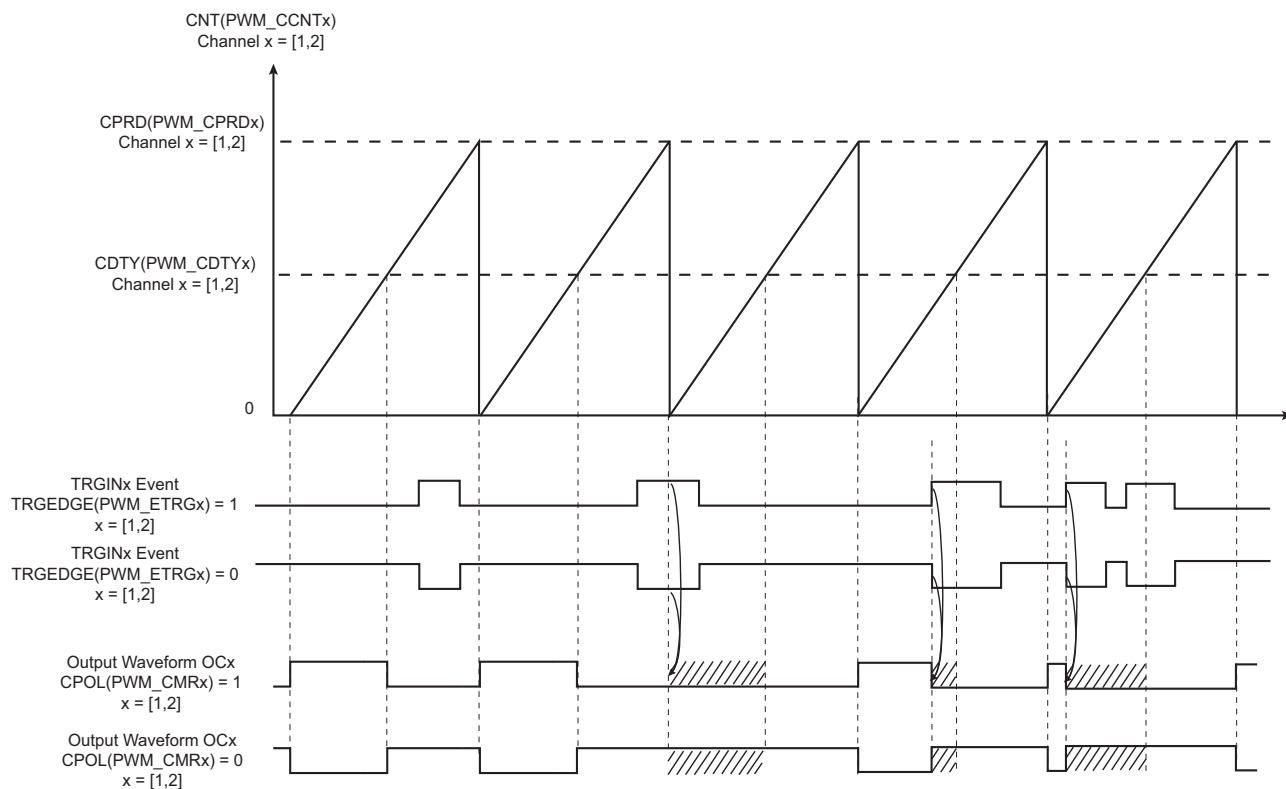 CNT(PWM_CCNTx)
Channel x = [1,2]
CPRD(PWM_CPRDx)
Channel x = [1,2]
CDTY(PWM_CDTYx)
Channel x = [1,2]
0
TRGINx Event
TRGEDGE(PWM_ETRGx) = 1
x = [1,2]
TRGINx Event
TRGEDGE(PWM_ETRGx) = 0
x = [1,2]
Output Waveform OCx
CPOL(PWM_CMRx) = 1
x = [1,2]
Output Waveform OCx
CPOL(PWM_CMRx) = 0
x = [1,2]